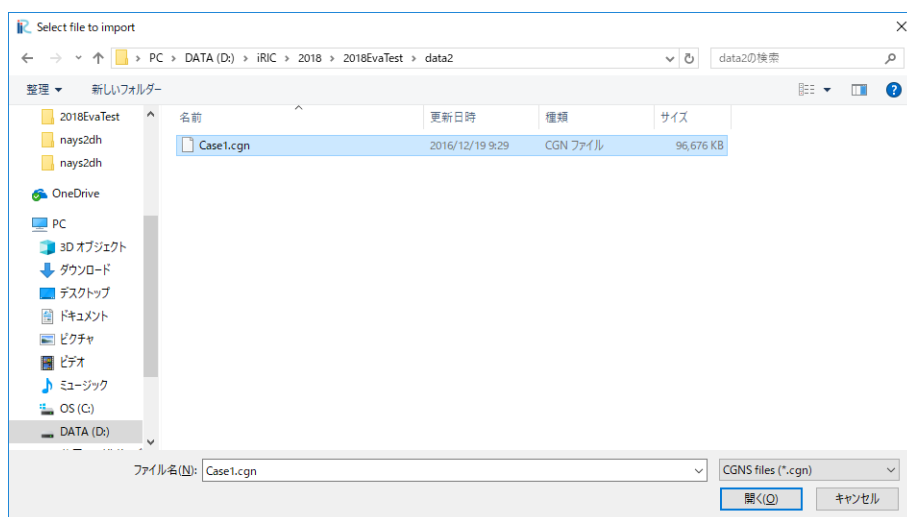 Select file to import
PC > DATA (D:) > iRIC > 2018 > 2018EvaTest > data2
data2の検索
整理 新しいフォルダー
名前 更新日時 種類 サイズ
Case1.cgn 2016/12/19 9:29 CGN ファイル 96,676 KB
2018EvaTest
nays2dh
nays2dh
OneDrive
PC
3D オブジェクト
ダウンロード
デスクトップ
ドキュメント
ピクチャ
ビデオ
ミュージック
OS (C:)
DATA (D:)
ファイル名(N): Case1.cgn
CGNS files (*.cgn)
開く(O) キャンセル